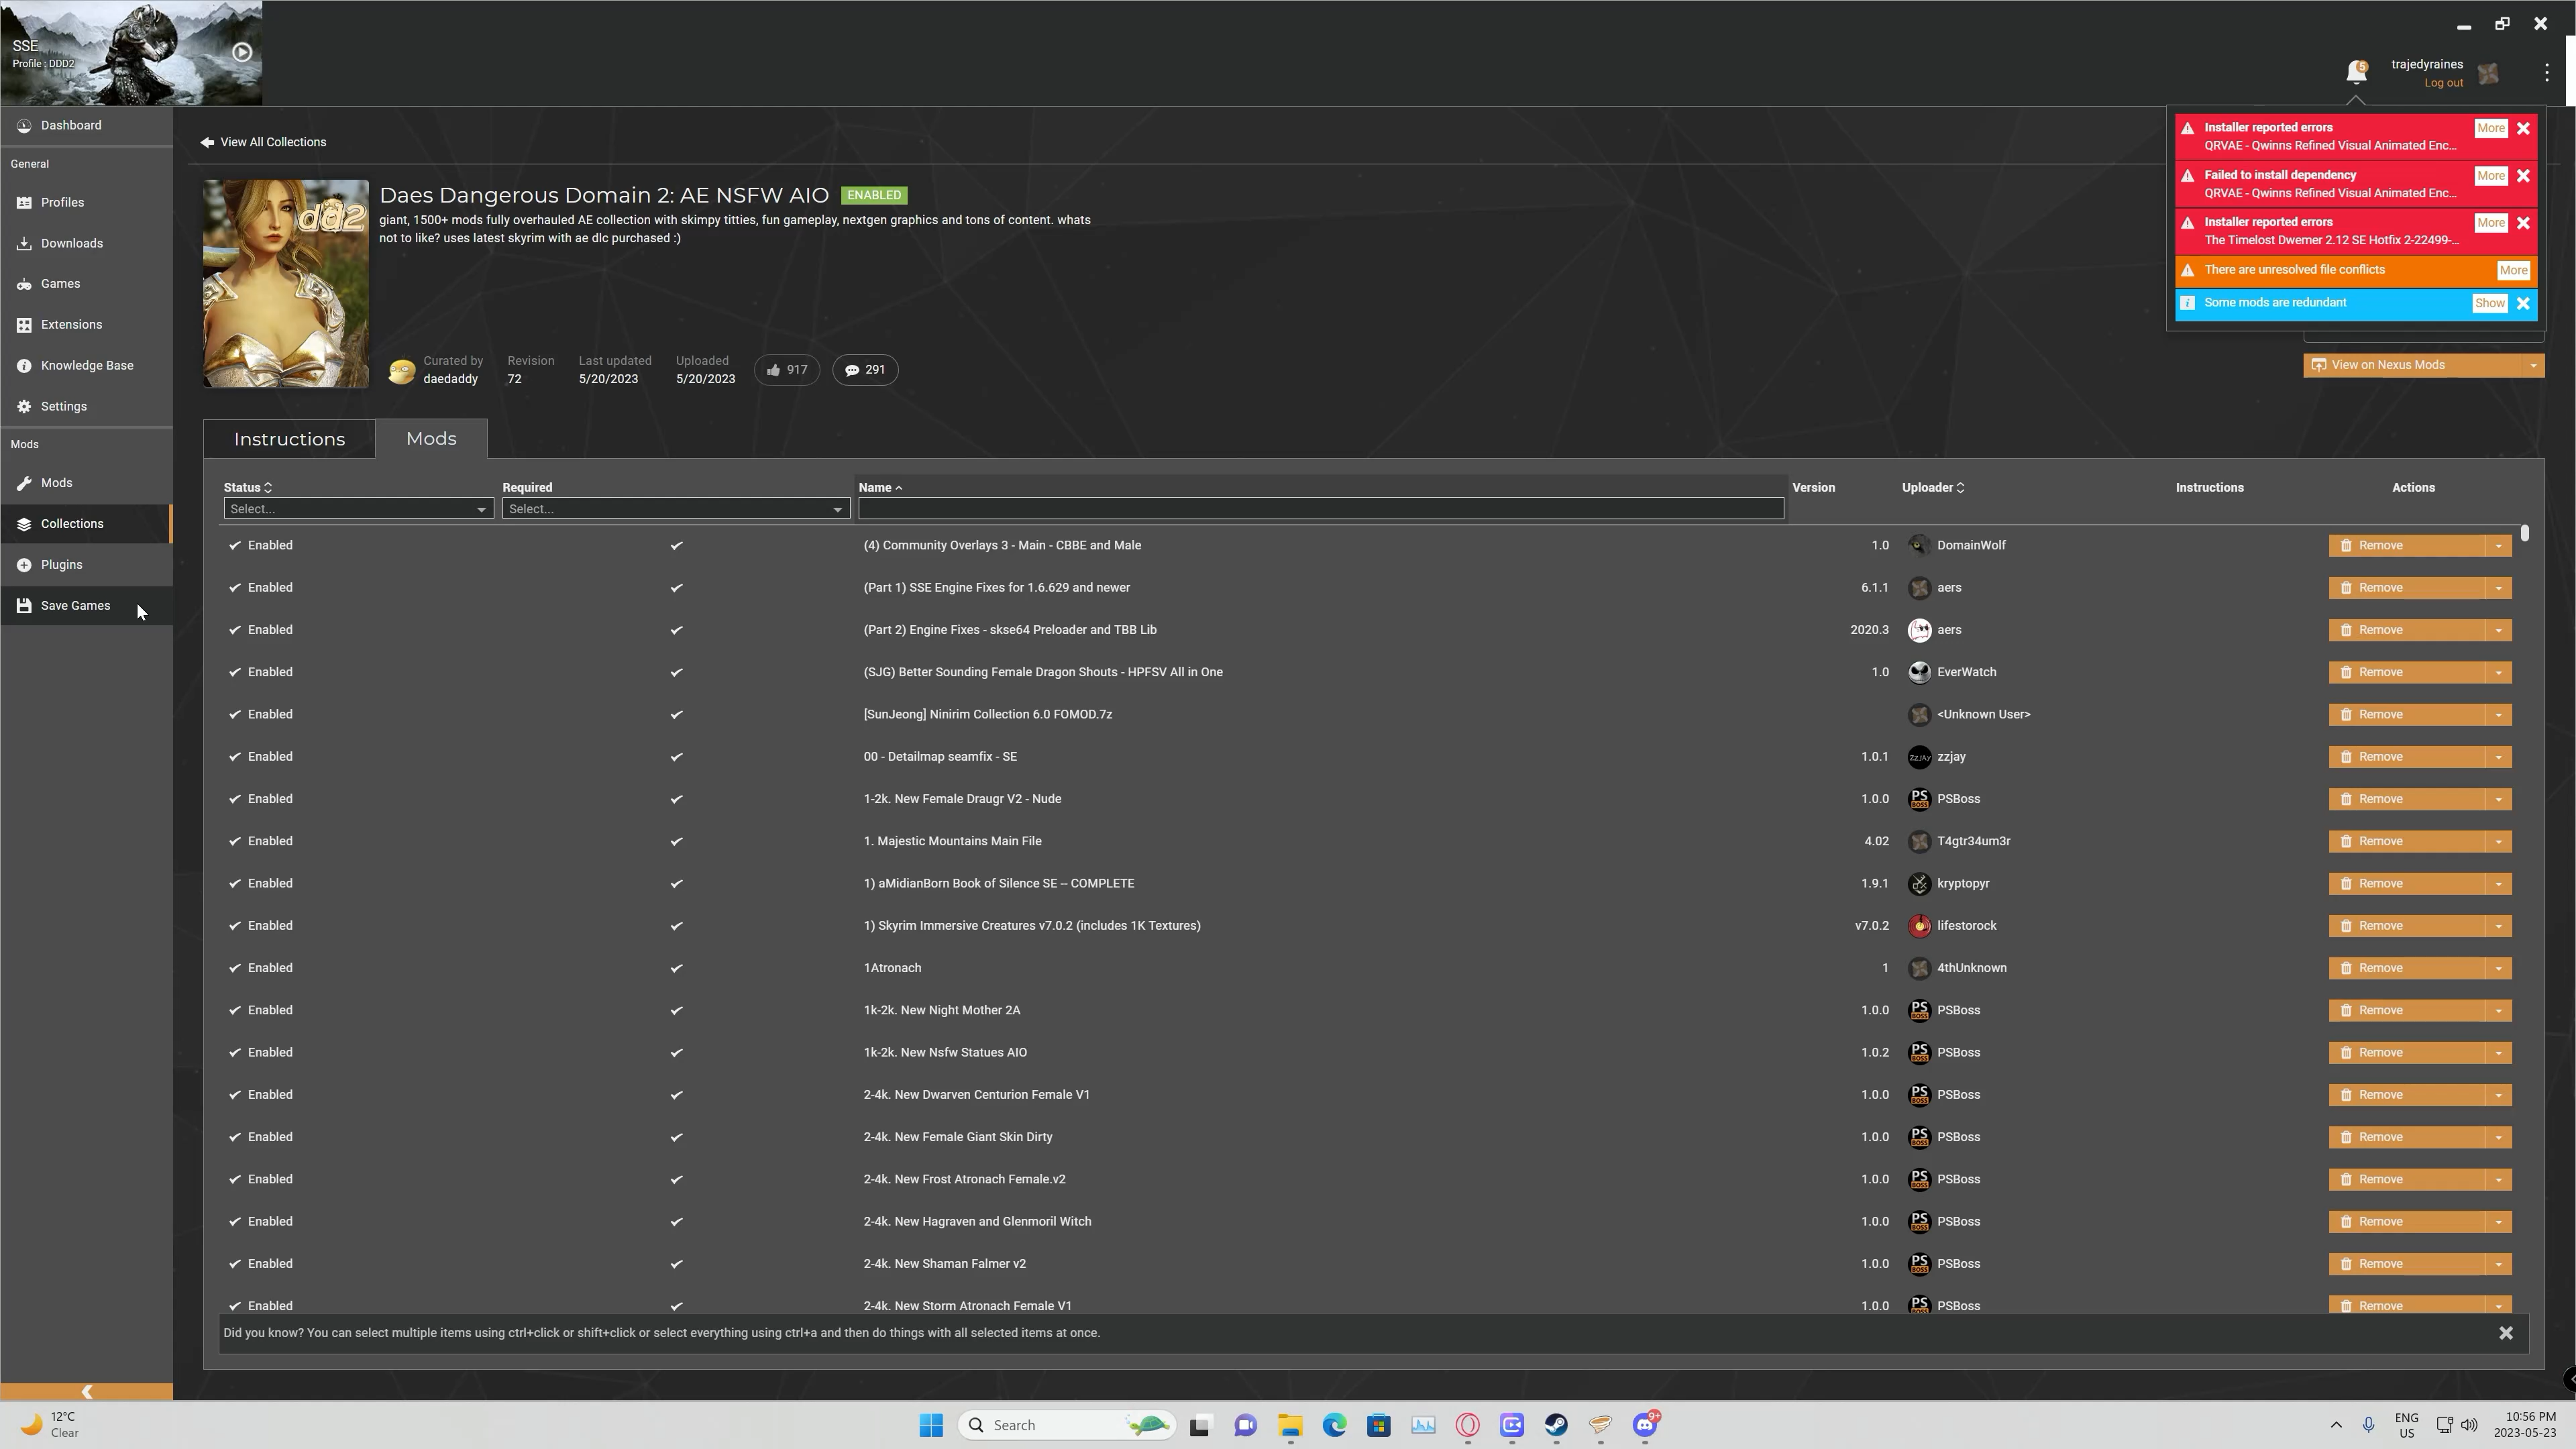 SSE
Profile : DDD2
5
trajedyraines
Log out
Dashboard
General
Profiles
Downloads
Games
Extensions
Knowledge Base
Settings
Mods
Mods
Collections
Plugins
Save Games
View All Collections
Installer reported errors
More
QRVAE - Qwinns Refined Visual Animated Enc...
Failed to install dependency
More
QRVAE - Qwinns Refined Visual Animated Enc...
Installer reported errors
More
The Timelost Dwemer 2.12 SE Hotfix 2-22499-...
There are unresolved file conflicts
More
Some mods are redundant
Show
dd2
Daes Dangerous Domain 2: AE NSFW AIO ENABLED
giant, 1500+ mods fully overhauled AE collection with skimpy titties, fun gameplay, nextgen graphics and tons of content. whats
not to like? uses latest skyrim with ae dlc purchased :)
Curated by Revision Last updated Uploaded
daedaddy 72 5/20/2023 5/20/2023
917 291
View on Nexus Mods
Instructions Mods
Status Required Name Version Uploader Instructions Actions
Select... Select...
Enabled (4) Community Overlays 3 - Main - CBBE and Male 1.0 DomainWolf Remove
Enabled (Part 1) SSE Engine Fixes for 1.6.629 and newer 6.1.1 aers Remove
Enabled (Part 2) Engine Fixes - skse64 Preloader and TBB Lib 2020.3 aers Remove
Enabled (SJG) Better Sounding Female Dragon Shouts - HPFSV All in One 1.0 EverWatch Remove
Enabled [SunJeong] Ninirim Collection 6.0 FOMOD.7z <Unknown User> Remove
Enabled 00 - Detailmap seamfix - SE 1.0.1 zzjay Remove
Enabled 1-2k. New Female Draugr V2 - Nude 1.0.0 PSBoss Remove
Enabled 1. Majestic Mountains Main File 4.02 T4gtr34um3r Remove
Enabled 1) aMidianBorn Book of Silence SE -- COMPLETE 1.9.1 kryptopyr Remove
Enabled 1) Skyrim Immersive Creatures v7.0.2 (includes 1K Textures) v7.0.2 lifestorock Remove
Enabled 1Atronach 1 4thUnknown Remove
Enabled 1k-2k. New Night Mother 2A 1.0.0 PSBoss Remove
Enabled 1k-2k. New Nsfw Statues AIO 1.0.2 PSBoss Remove
Enabled 2-4k. New Dwarven Centurion Female V1 1.0.0 PSBoss Remove
Enabled 2-4k. New Female Giant Skin Dirty 1.0.0 PSBoss Remove
Enabled 2-4k. New Frost Atronach Female.v2 1.0.0 PSBoss Remove
Enabled 2-4k. New Hagraven and Glenmoril Witch 1.0.0 PSBoss Remove
Enabled 2-4k. New Shaman Falmer v2 1.0.0 PSBoss Remove
Enabled 2-4k. New Storm Atronach Female V1 1.0.0 PSBoss Remove
Did you know? You can select multiple items using ctrl+click or shift+click or select everything using ctrl+a and then do things with all selected items at once.
12°C
Clear
Search
9+
ENG
US
10:56 PM
2023-05-23